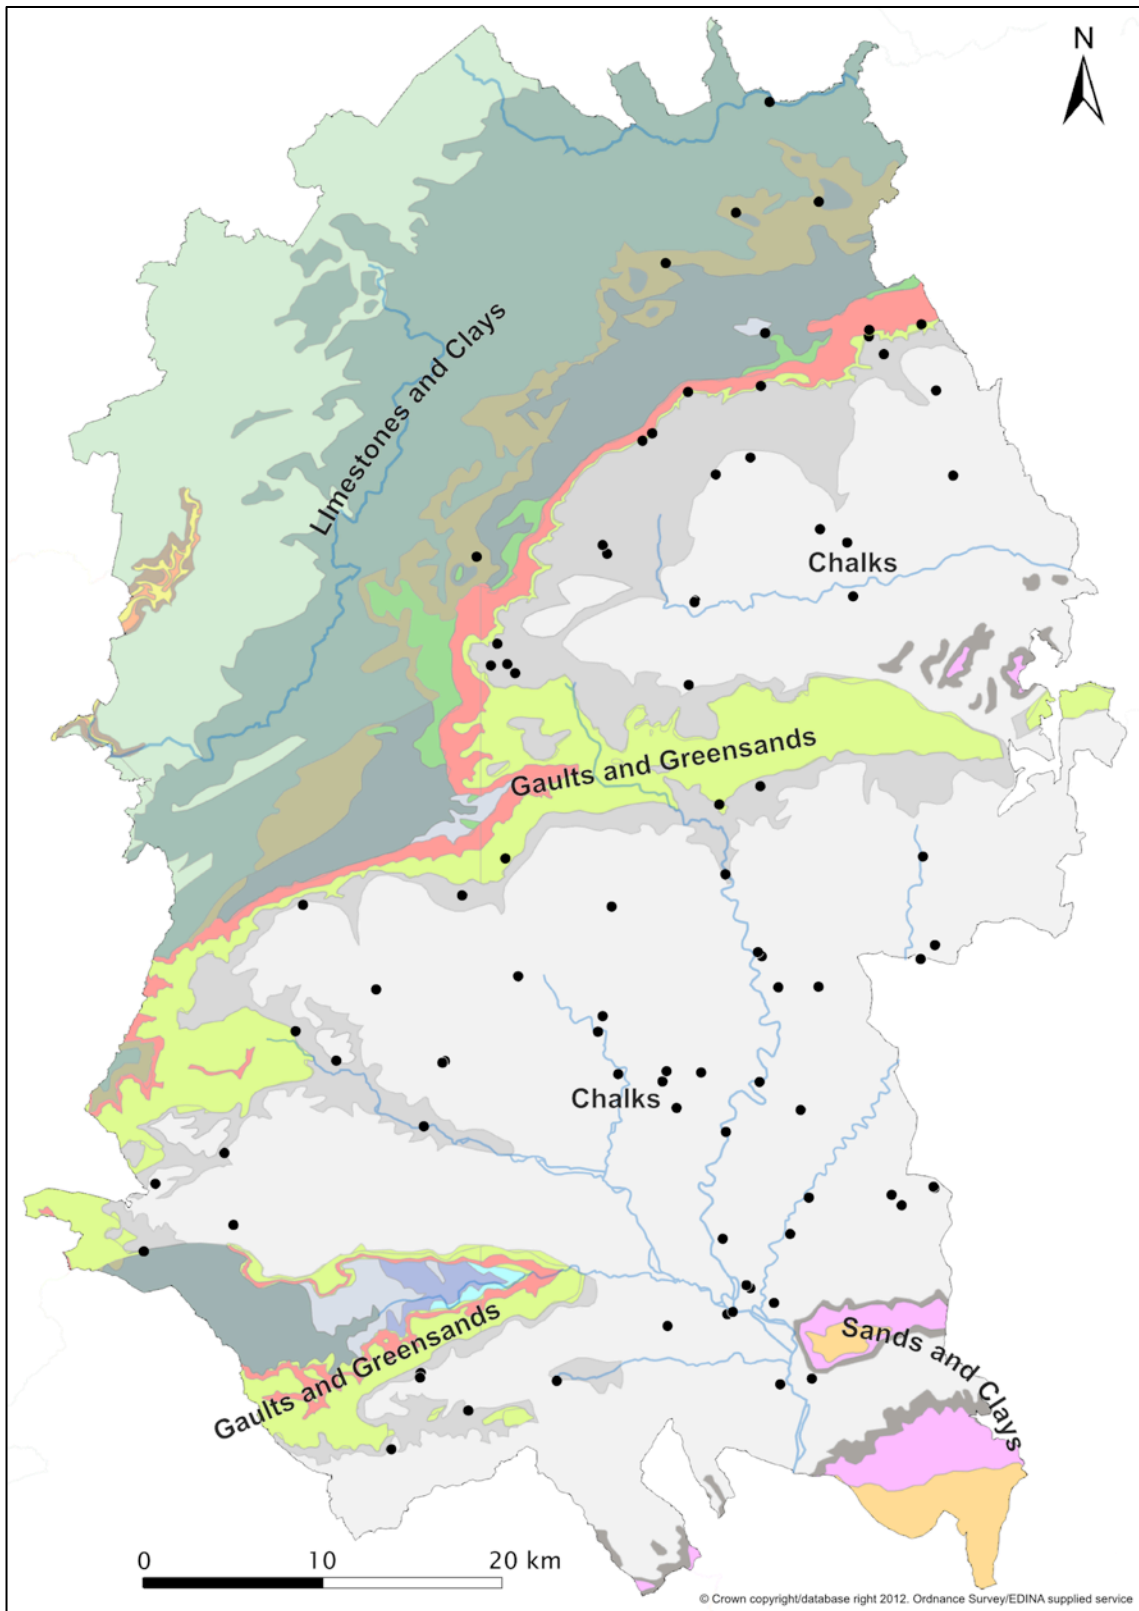 N
LImestones and Clays
Chalks
Gaults and Greensands
Chalks
Sands and Clays
Gaults and Greensands
0 10 20 km
© Crown copyright/database right 2012. Ordnance Survey/EDINA supplied service